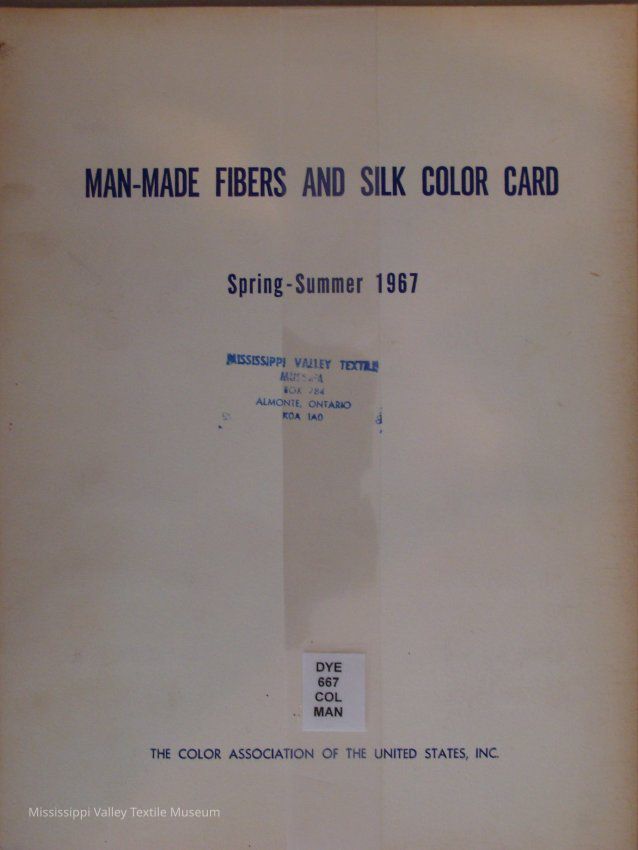 MAN-MADE FIBERS AND SILK COLOR CARD
Spring-Summer 1967
MISSISSIPPI VALLEY TEXTILE
BOX 784
ALMONTE, ONTARIO
K0A 1A0
DYE
667
COL
MAN
THE COLOR ASSOCIATION OF THE UNITED STATES, INC.
Mississippi Valley Textile Museum